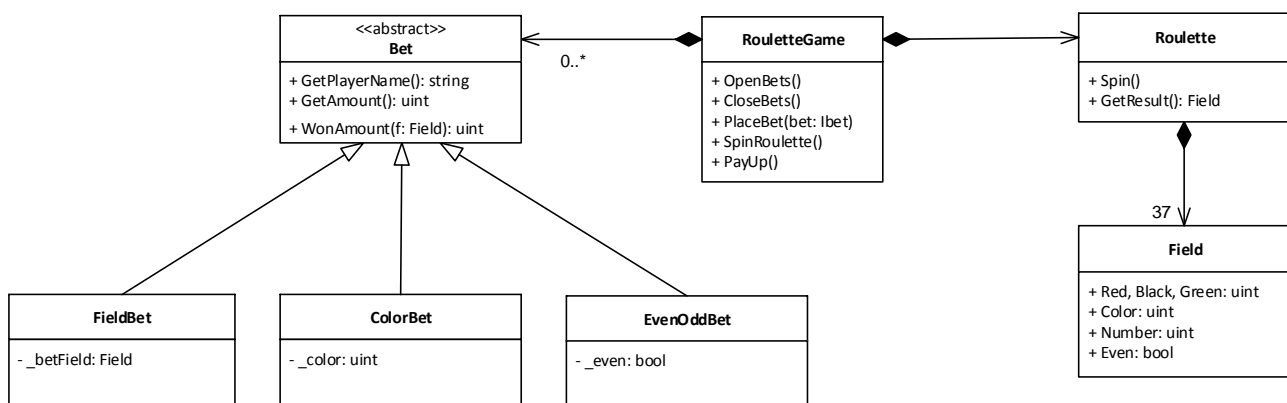 <<abstract>>
Bet
+ GetPlayerName(): string
+ GetAmount(): uint
+ WonAmount(f: Field): uint
0..*
RouletteGame
+ OpenBets()
+ CloseBets()
+ PlaceBet(bet: Ibet)
+ SpinRoulette()
+ PayUp()
Roulette
+ Spin()
+ GetResult(): Field
37
Field
+ Red, Black, Green: uint
+ Color: uint
+ Number: uint
+ Even: bool
FieldBet
- _betField: Field
ColorBet
- _color: uint
EvenOddBet
- _even: bool